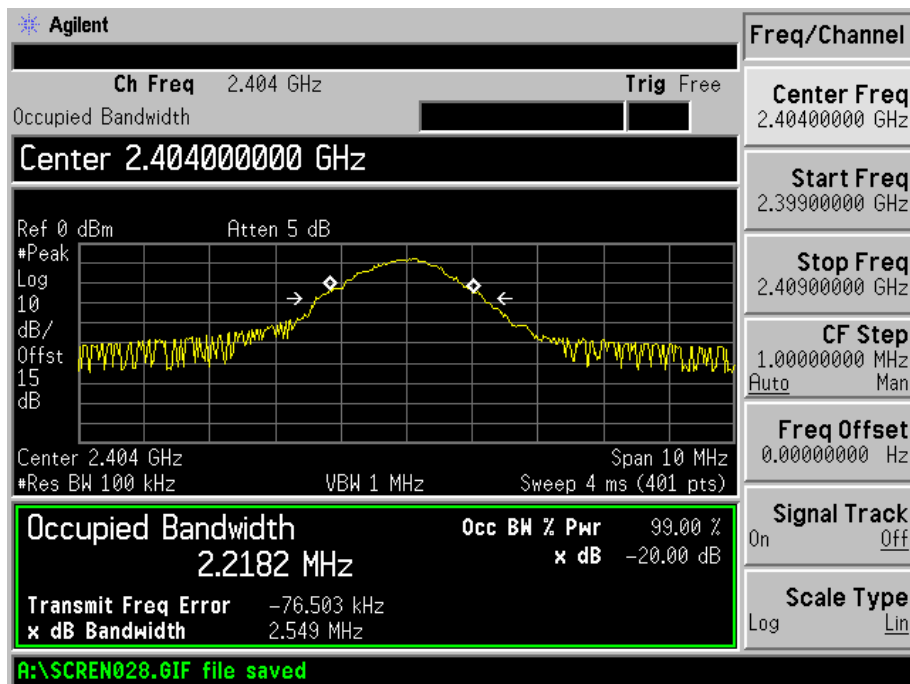 Agilent
Freq/Channel
Ch Freq 2.404 GHz Trig Free
Occupied Bandwidth
Center 2.404000000 GHz
Ref 0 dBm Atten 5 dB
#Peak
Log
10
dB/
Offst
15
dB
Center 2.404 GHz Span 10 MHz
#Res BW 100 kHz VBW 1 MHz Sweep 4 ms (401 pts)
Occupied Bandwidth Occ BW % Pwr 99.00 %
2.2182 MHz x dB -20.00 dB
Transmit Freq Error -76.503 kHz
x dB Bandwidth 2.549 MHz
A:\SCREN028.GIF file saved
Center Freq
2.40400000 GHz
Start Freq
2.39900000 GHz
Stop Freq
2.40900000 GHz
CF Step
1.00000000 MHz
Auto Man
Freq Offset
0.00000000 Hz
Signal Track
On Off
Scale Type
Log Lin